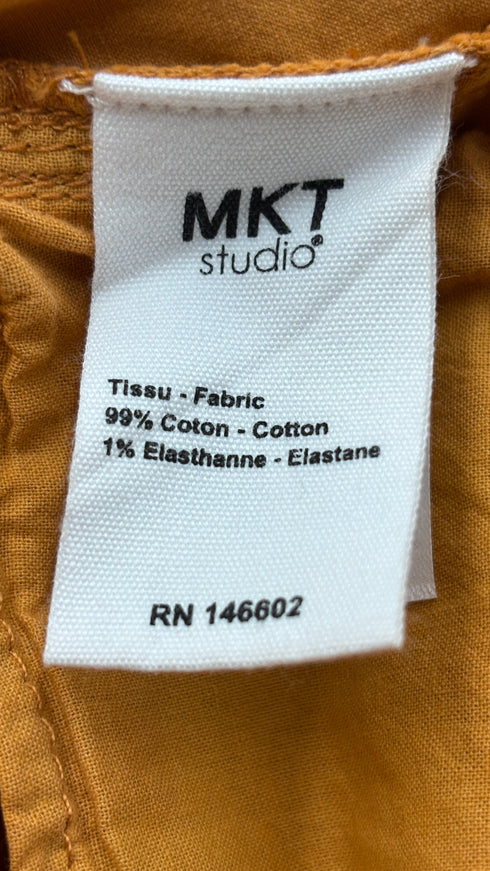 MKT
studio®
Tissu - Fabric
99% Coton - Cotton
1% Elasthanne - Elastane
RN 146602